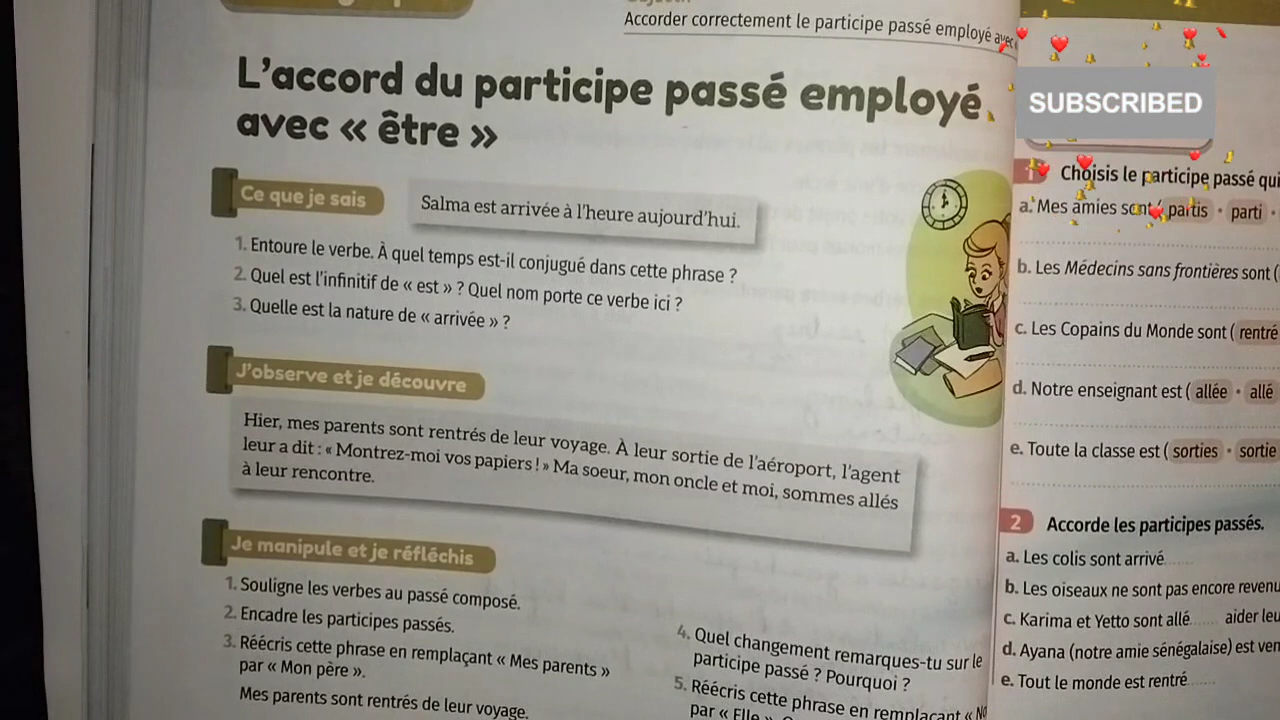 Accorder correctement le participe passé employé avec
L'accord du participe passé employé
avec « être »
Ce que je sais
Salma est arrivée à l'heure aujourd'hui.
1. Entoure le verbe. À quel temps est-il conjugué dans cette phrase ?
2. Quel est l'infinitif de « est » ? Quel nom porte ce verbe ici ?
3. Quelle est la nature de « arrivée » ?
J'observe et je découvre
Hier, mes parents sont rentrés de leur voyage. À leur sortie de l'aéroport, l'agent
leur a dit : « Montrez-moi vos papiers ! » Ma soeur, mon oncle et moi, sommes allés
à leur rencontre.
Je manipule et je réfléchis
1. Souligne les verbes au passé composé.
2. Encadre les participes passés.
3. Réécris cette phrase en remplaçant « Mes parents »
par « Mon père ».
Mes parents sont rentrés de leur voyage.
4. Quel changement remarques-tu sur le
participe passé ? Pourquoi ?
5. Réécris cette phrase en remplaçant «
par « Elle ».
SUBSCRIBED
1 Choisis le participe passé qui
a. Mes amies sont ( partis • parti •
b. Les Médecins sans frontières sont (
c. Les Copains du Monde sont ( rentré
d. Notre enseignant est ( allée • allé
e. Toute la classe est ( sorties • sortie
2 Accorde les participes passés.
a. Les colis sont arrivé......
b. Les oiseaux ne sont pas encore revenu
c. Karima et Yetto sont allé...... aider leu
d. Ayana (notre amie sénégalaise) est ven
e. Tout le monde est rentré......